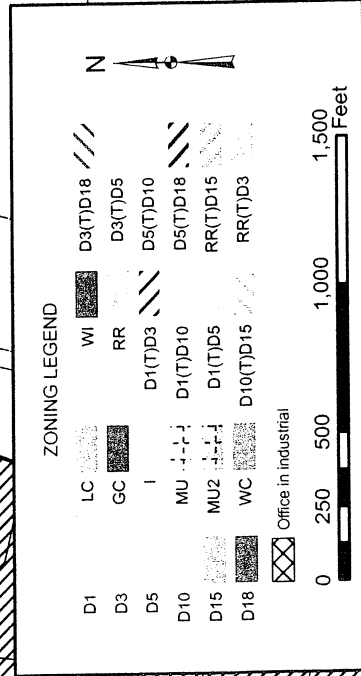 ZONING LEGEND
N
D1
D3
D5
D10
D15
D18
LC
GC
I
MU
MU2
WC
Office in industrial
WI
RR
D1(T)D3
D1(T)D10
D1(T)D5
D10(T)D15
D3(T)D18
D3(T)D5
D5(T)D10
D5(T)D18
RR(T)D15
RR(T)D3
0 250 500 1,000 1,500
Feet